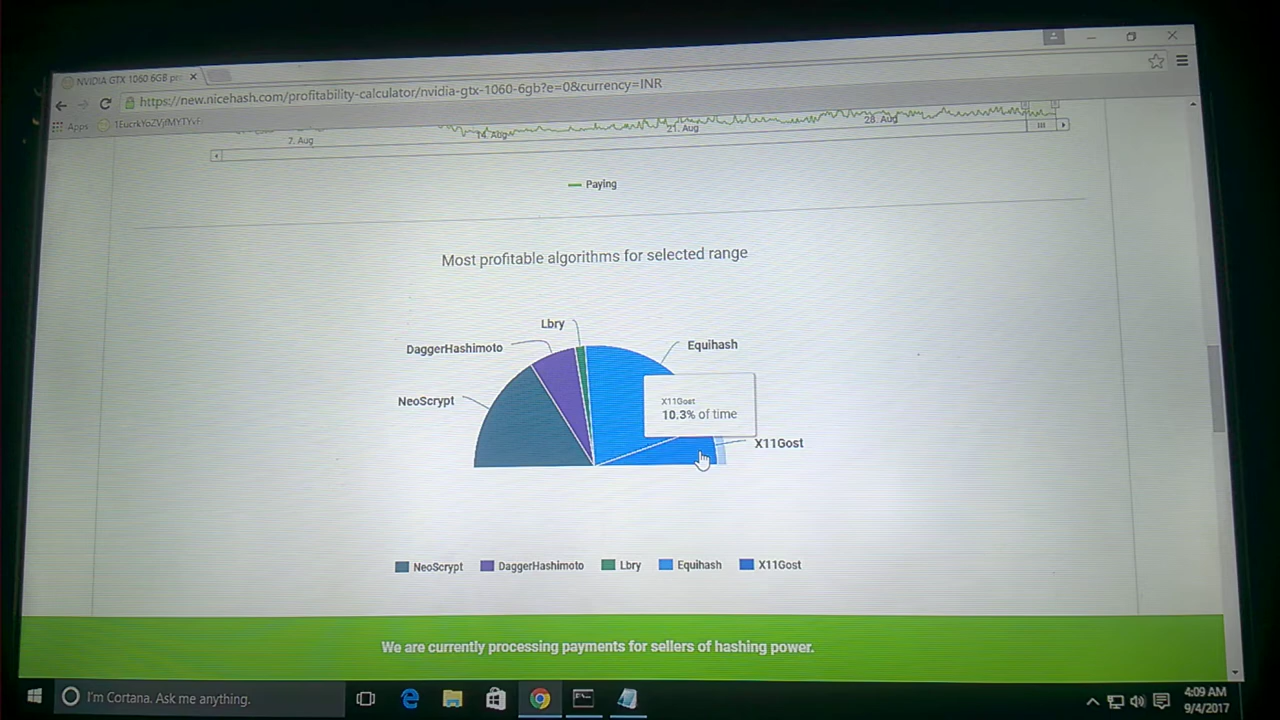 NVIDIA GTX 1060 6GB pr
https://new.nicehash.com/profitability-calculator/nvidia-gtx-1060-6gb?e=0&currency=INR
Apps
7. Aug 14. Aug 21. Aug 28. Aug
Paying
Most profitable algorithms for selected range
Lbry
DaggerHashimoto
Equihash
NeoScrypt
X11Gost
10.3% of time
X11Gost
NeoScrypt DaggerHashimoto Lbry Equihash X11Gost
We are currently processing payments for sellers of hashing power.
I'm Cortana. Ask me anything.
4:09 AM
9/4/2017